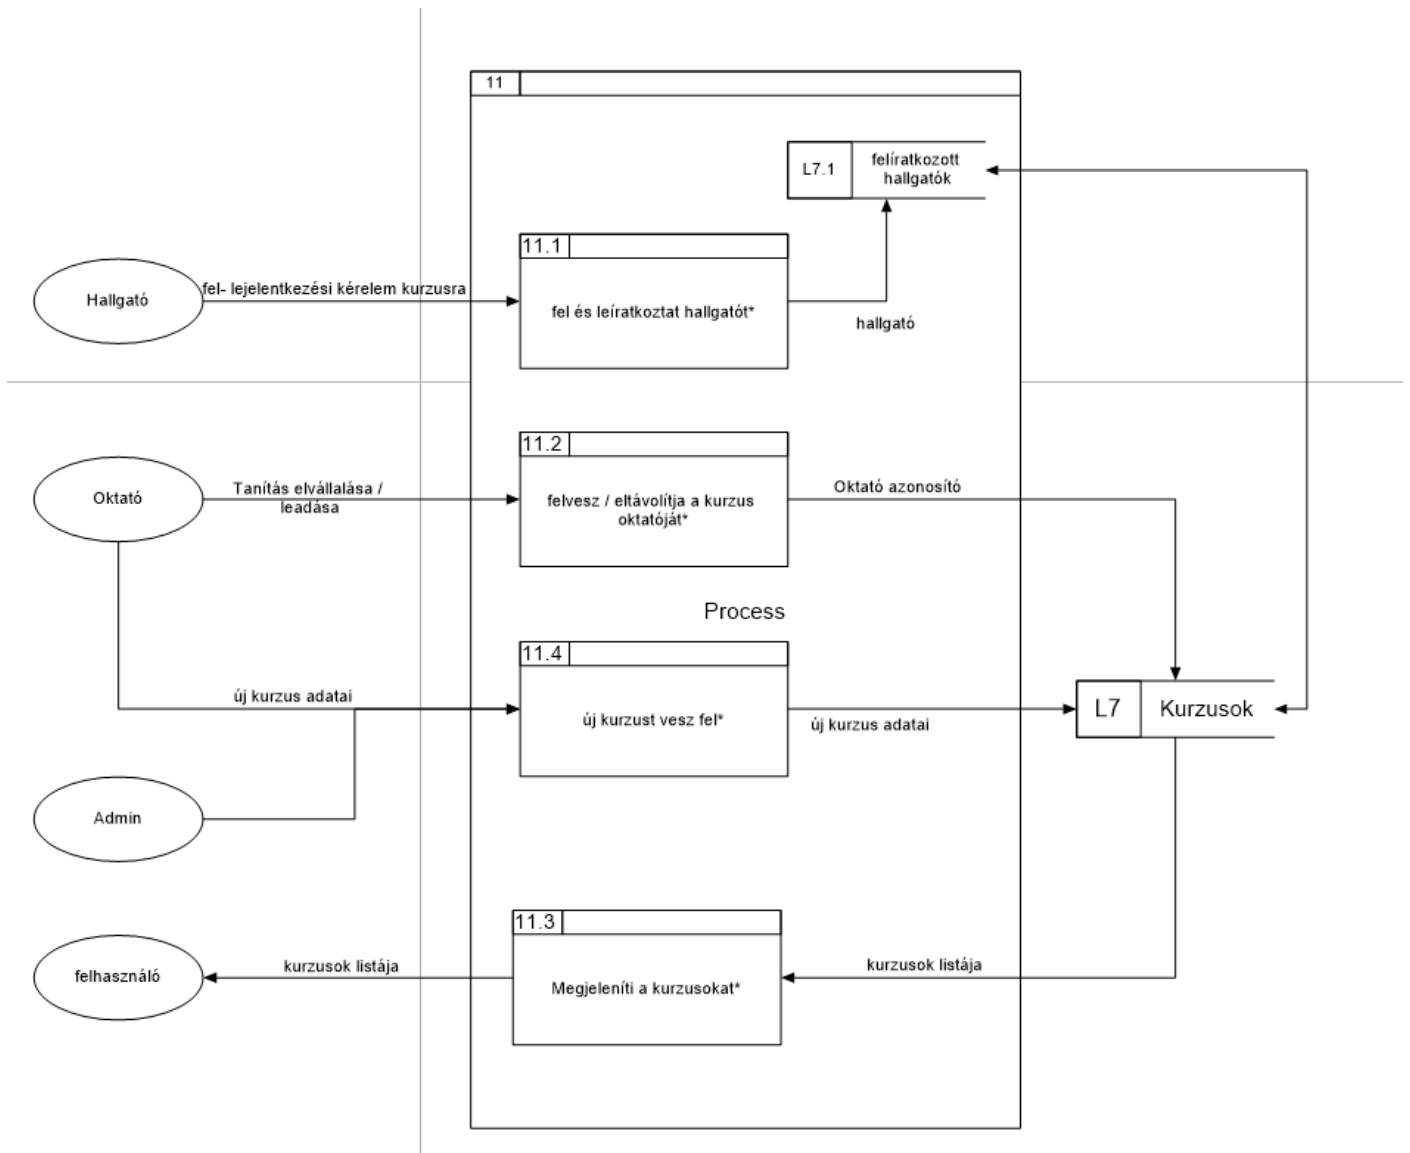 11
L7.1
felíratkozott
hallgatók
11.1
Hallgató
fel- lejelentkezési kérelem kurzusra
fel és leíratkoztat hallgatót*
hallgató
11.2
Oktató
Tanítás elvállalása /
leadása
felvesz / eltávolítja a kurzus
oktatóját*
Oktató azonosító
Process
11.4
új kurzus adatai
új kurzust vesz fel*
új kurzus adatai
L7
Kurzusok
Admin
11.3
felhasználó
kurzusok listája
Megjeleníti a kurzusokat*
kurzusok listája